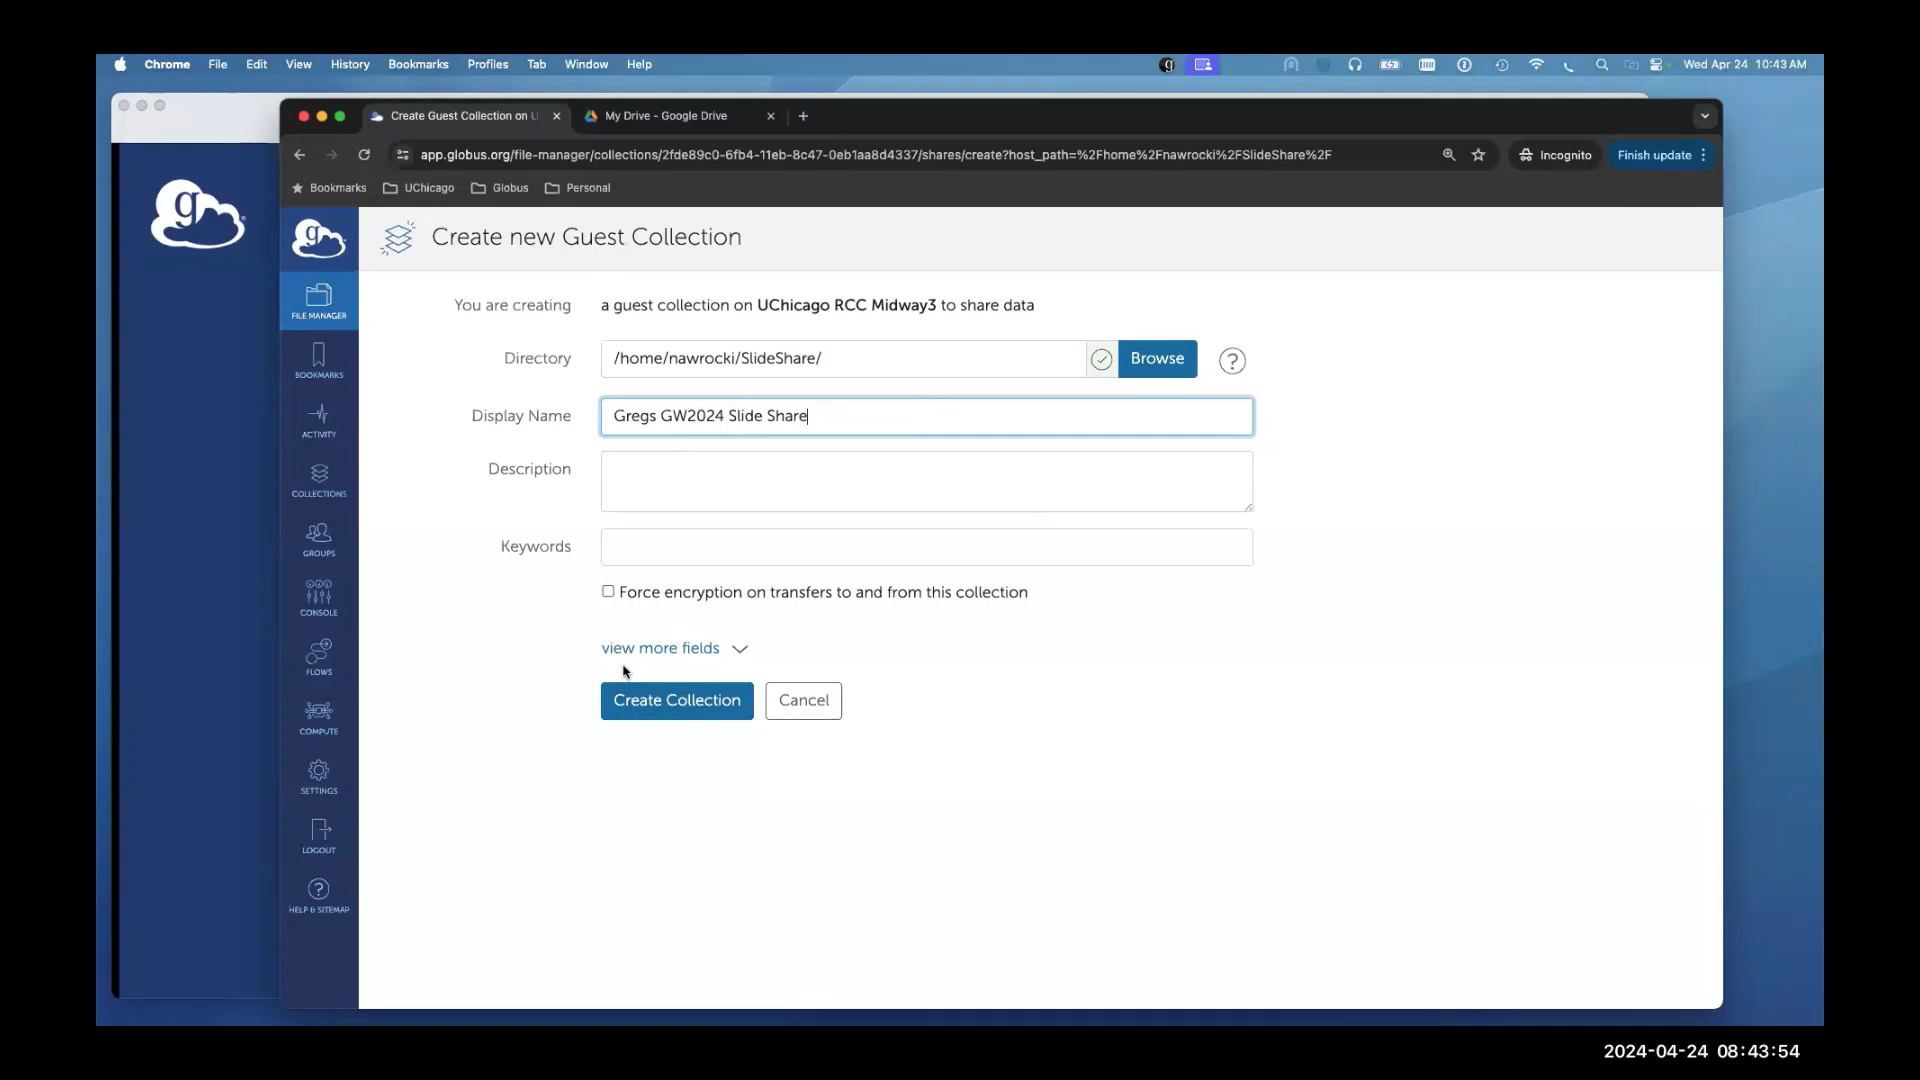 Chrome File Edit View History Bookmarks Profiles Tab Window Help
Wed Apr 24 10:43 AM
Create Guest Collection on U
My Drive - Google Drive
app.globus.org/file-manager/collections/2fde89c0-6fb4-11eb-8c47-0eb1aa8d4337/shares/create?host_path=%2Fhome%2Fnawrocki%2FSlideShare%2F
Incognito
Finish update
Bookmarks UChicago Globus Personal
g
g
Create new Guest Collection
FILE MANAGER
BOOKMARKS
ACTIVITY
COLLECTIONS
GROUPS
CONSOLE
FLOWS
COMPUTE
SETTINGS
LOGOUT
HELP & SITEMAP
You are creating a guest collection on UChicago RCC Midway3 to share data
Directory /home/nawrocki/SlideShare/ Browse ?
Display Name Gregs GW2024 Slide Share
Description
Keywords
Force encryption on transfers to and from this collection
view more fields
Create Collection Cancel
2024-04-24 08:43:54